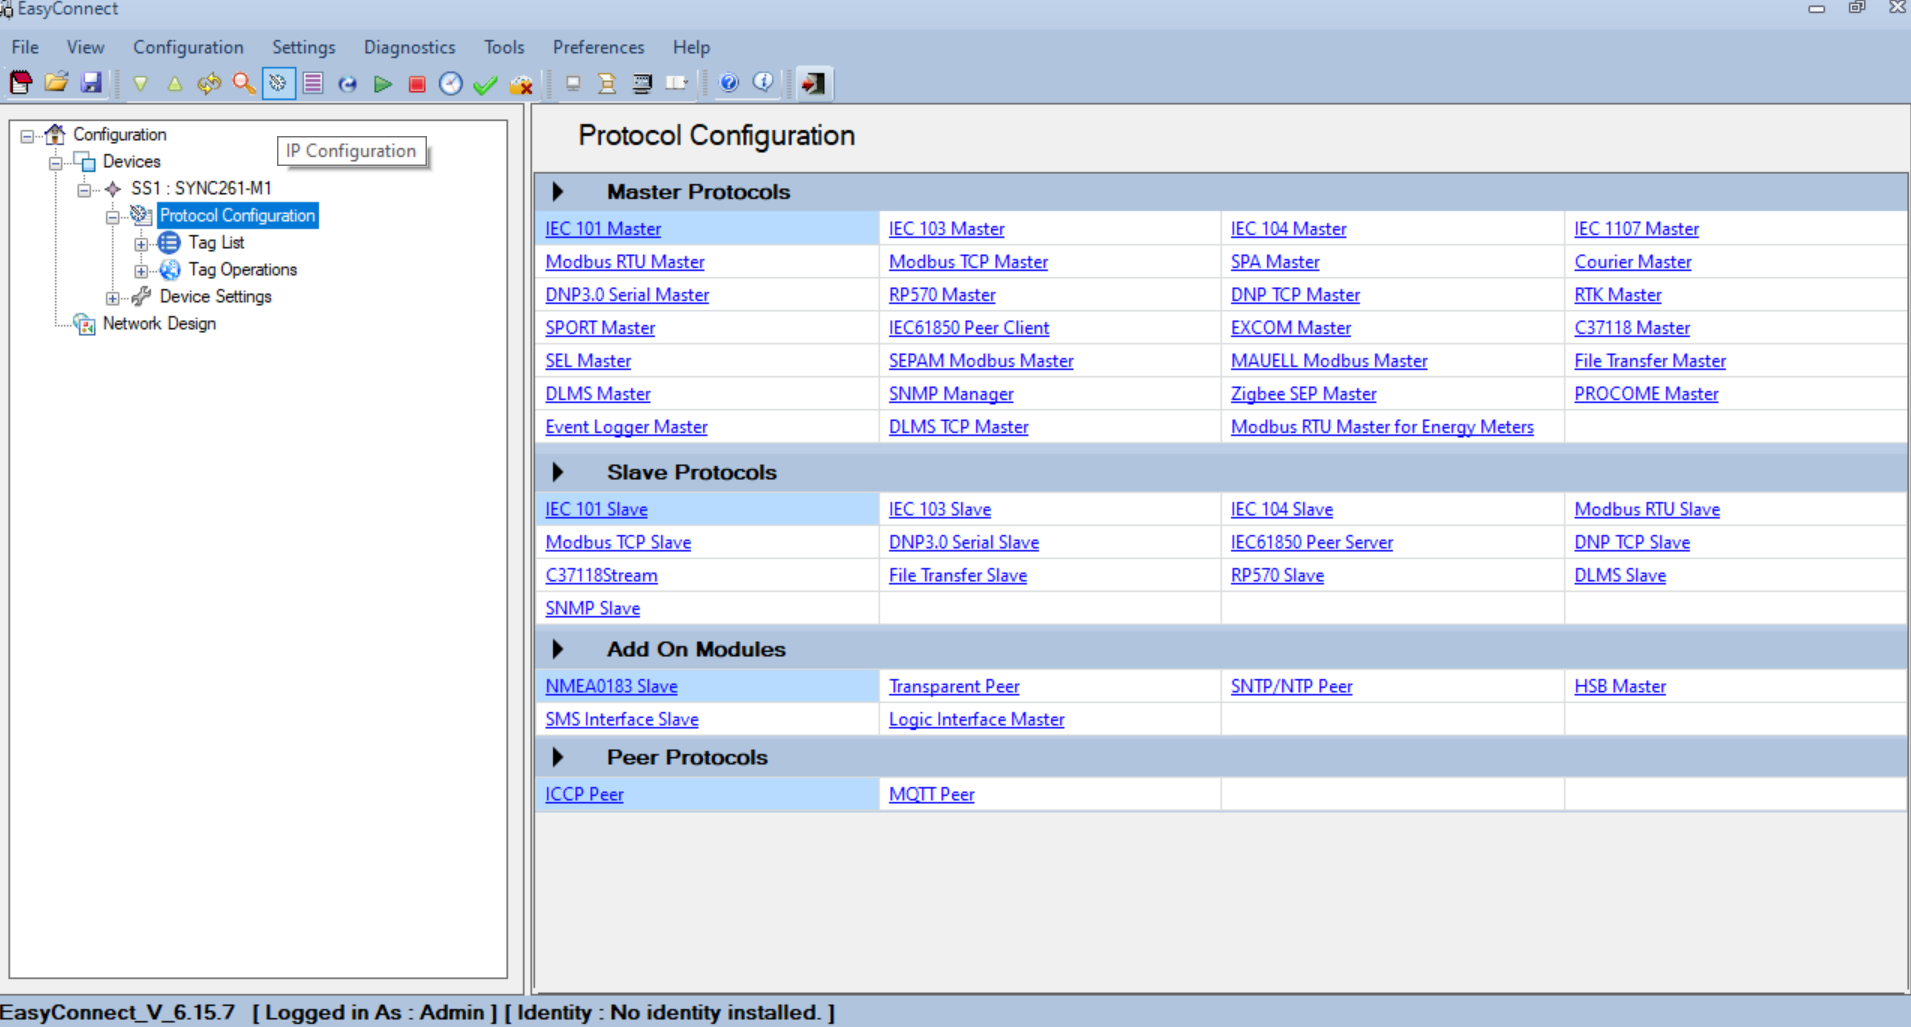 EasyConnect
File View Configuration Settings Diagnostics Tools Preferences Help
Configuration
IP Configuration
Devices
SS1 : SYNC261-M1
Protocol Configuration
Tag List
Tag Operations
Device Settings
Network Design
Protocol Configuration
Master Protocols
IEC 101 Master IEC 103 Master IEC 104 Master IEC 1107 Master
Modbus RTU Master Modbus TCP Master SPA Master Courier Master
DNP3.0 Serial Master RP570 Master DNP TCP Master RTK Master
SPORT Master IEC61850 Peer Client EXCOM Master C37118 Master
SEL Master SEPAM Modbus Master MAUELL Modbus Master File Transfer Master
DLMS Master SNMP Manager Zigbee SEP Master PROCOME Master
Event Logger Master DLMS TCP Master Modbus RTU Master for Energy Meters
Slave Protocols
IEC 101 Slave IEC 103 Slave IEC 104 Slave Modbus RTU Slave
Modbus TCP Slave DNP3.0 Serial Slave IEC61850 Peer Server DNP TCP Slave
C37118Stream File Transfer Slave RP570 Slave DLMS Slave
SNMP Slave
Add On Modules
NMEA0183 Slave Transparent Peer SNTP/NTP Peer HSB Master
SMS Interface Slave Logic Interface Master
Peer Protocols
ICCP Peer MQTT Peer
EasyConnect_V_6.15.7 [ Logged in As : Admin ] [ Identity : No identity installed. ]